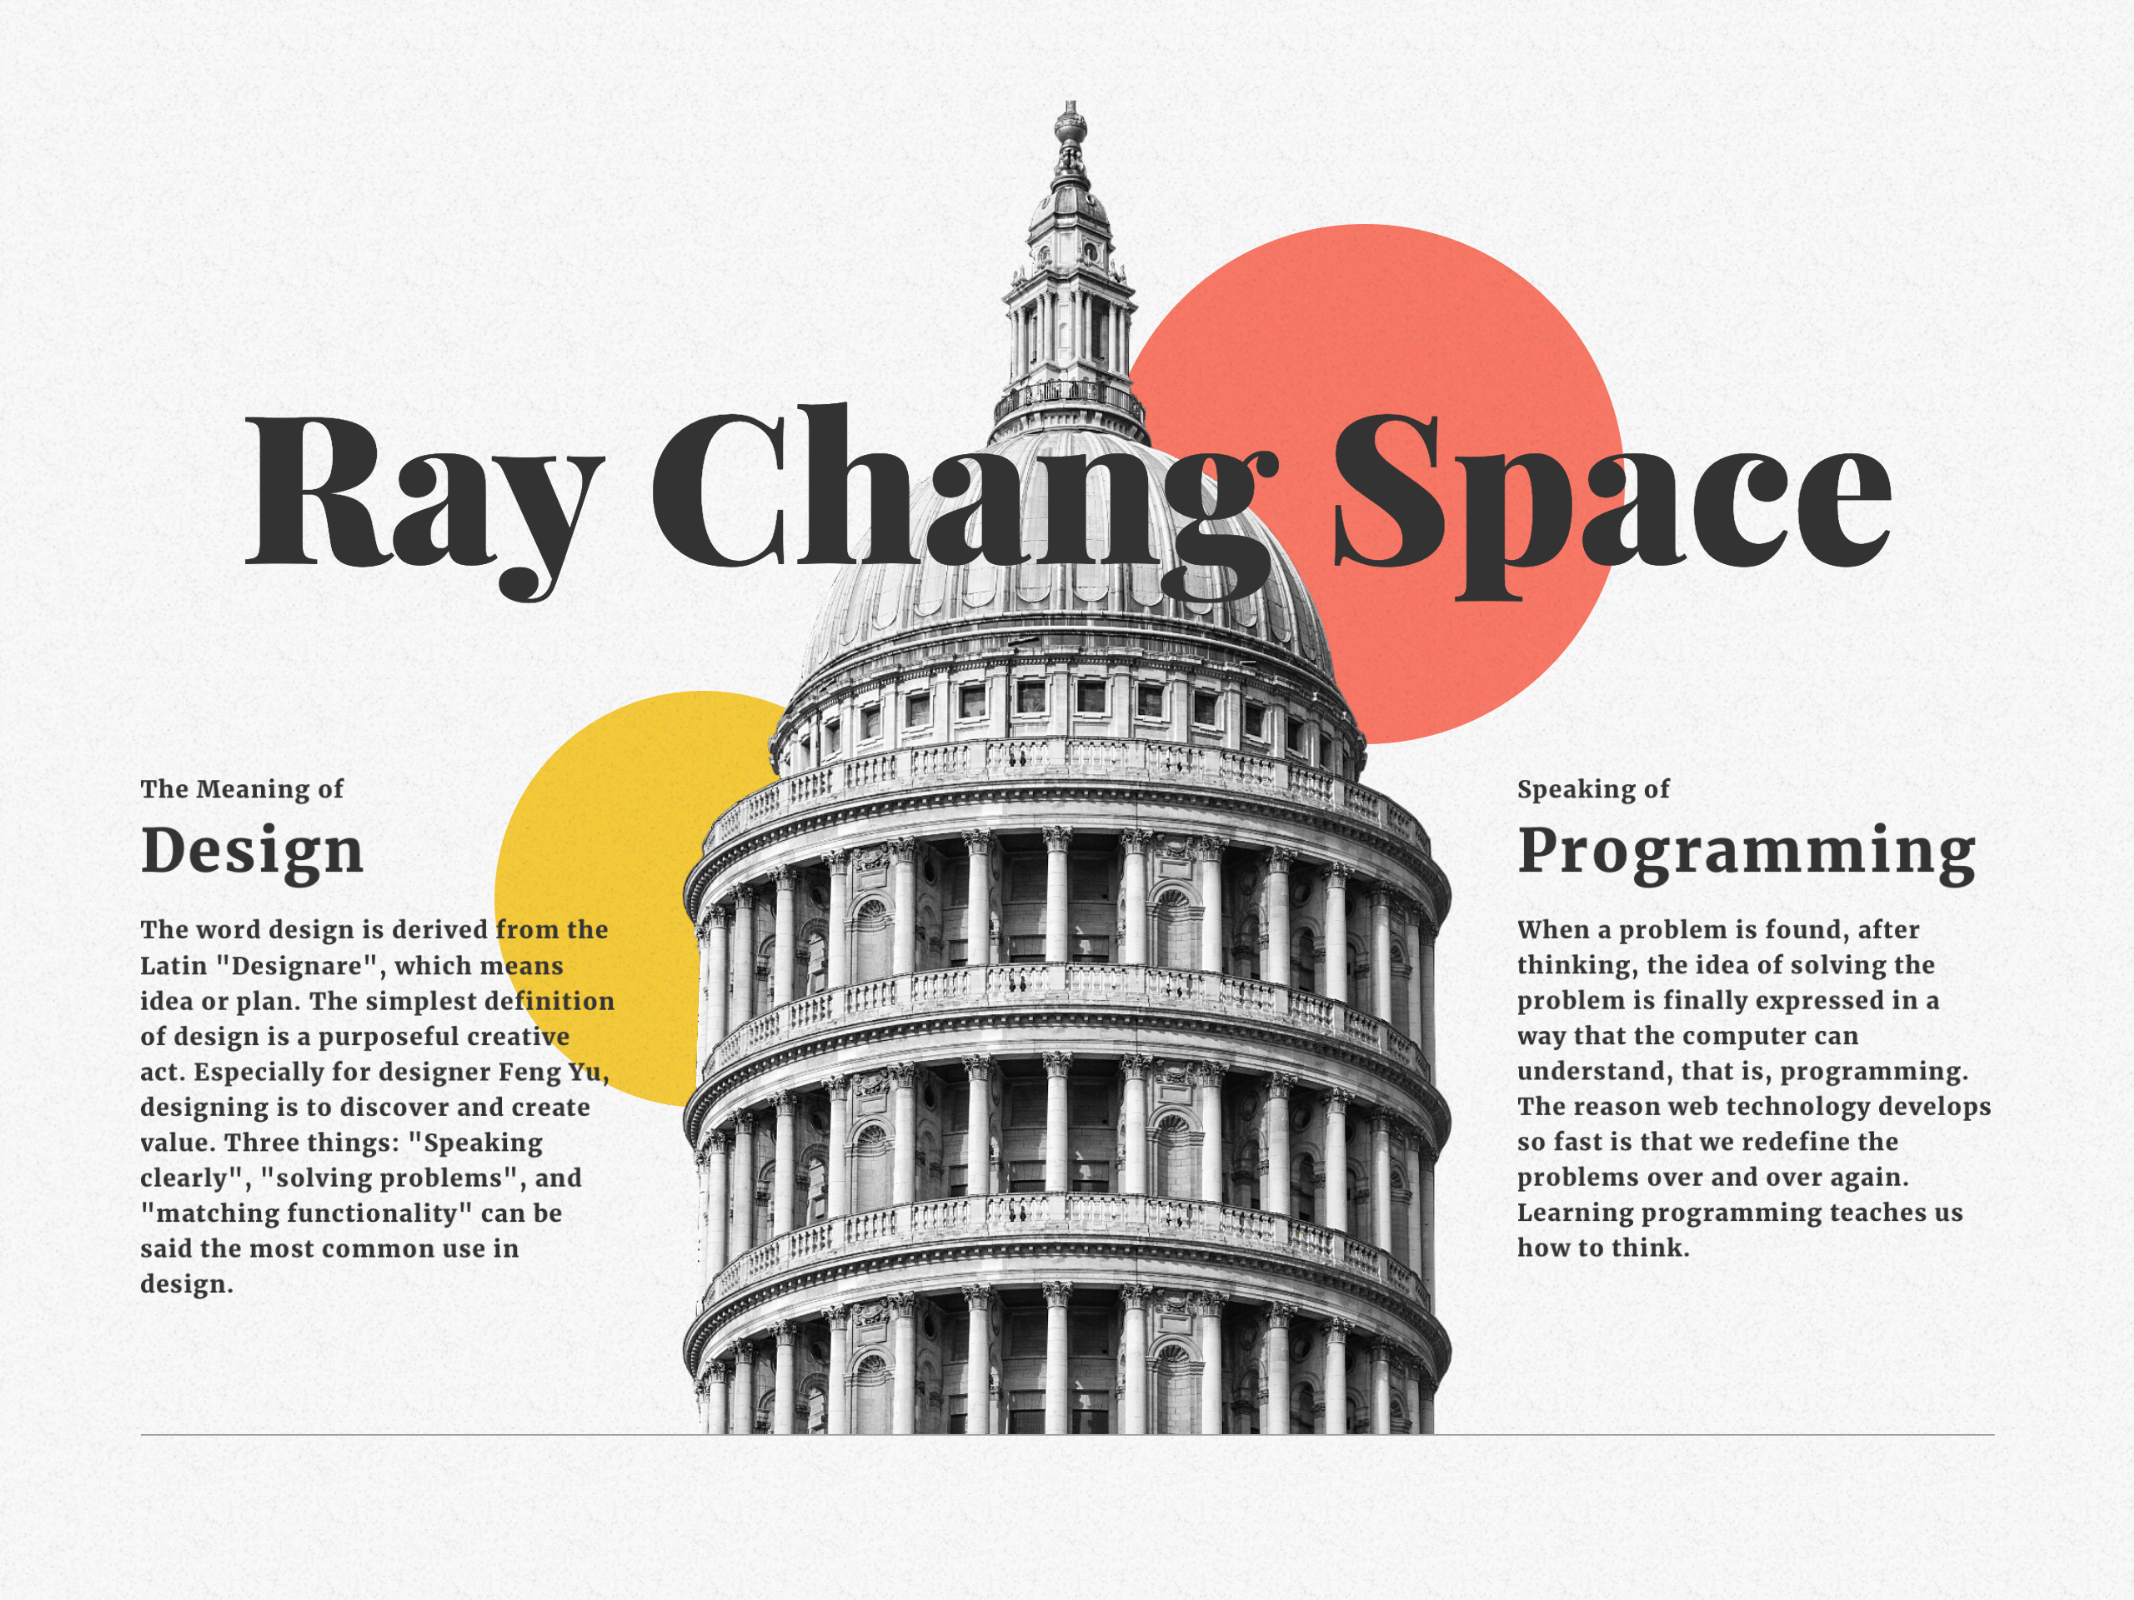 Ray Chang Space
The Meaning of
Design
The word design is derived from the
Latin "Designare", which means
idea or plan. The simplest definition
of design is a purposeful creative
act. Especially for designer Feng Yu,
designing is to discover and create
value. Three things: "Speaking
clearly", "solving problems", and
"matching functionality" can be
said the most common use in
design.
Speaking of
Programming
When a problem is found, after
thinking, the idea of solving the
problem is finally expressed in a
way that the computer can
understand, that is, programming.
The reason web technology develops
so fast is that we redefine the
problems over and over again.
Learning programming teaches us
how to think.